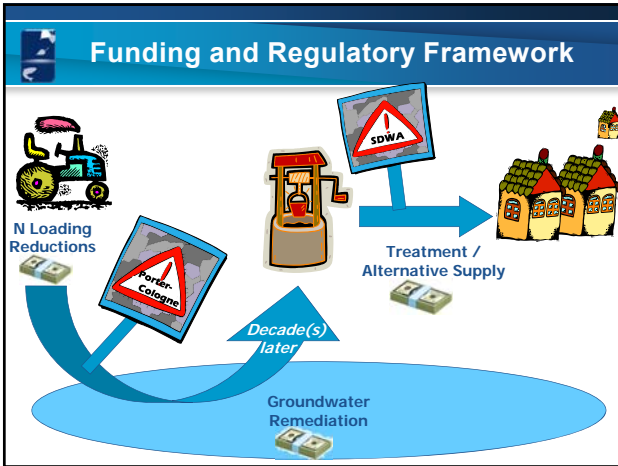 Funding and Regulatory Framework
SDWA
N Loading
Reductions
Treatment /
Alternative Supply
Porter-
Cologne
Decade(s)
later
Groundwater
Remediation